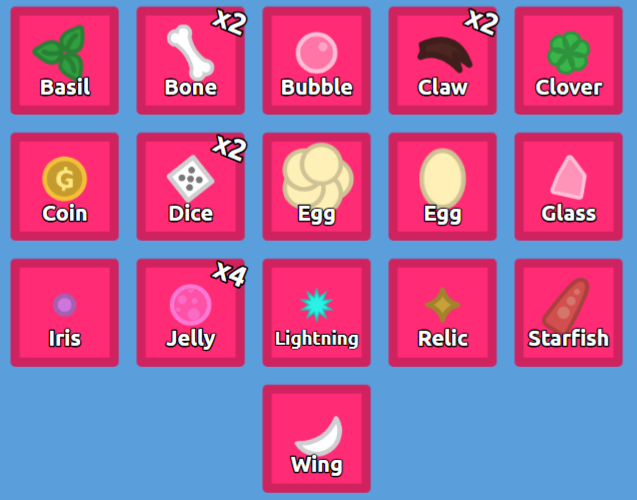 x2
x2
Basil Bone Bubble Claw Clover
x2
G
Coin Dice Egg Egg Glass
x4
Iris Jelly Lightning Relic Starfish
Wing